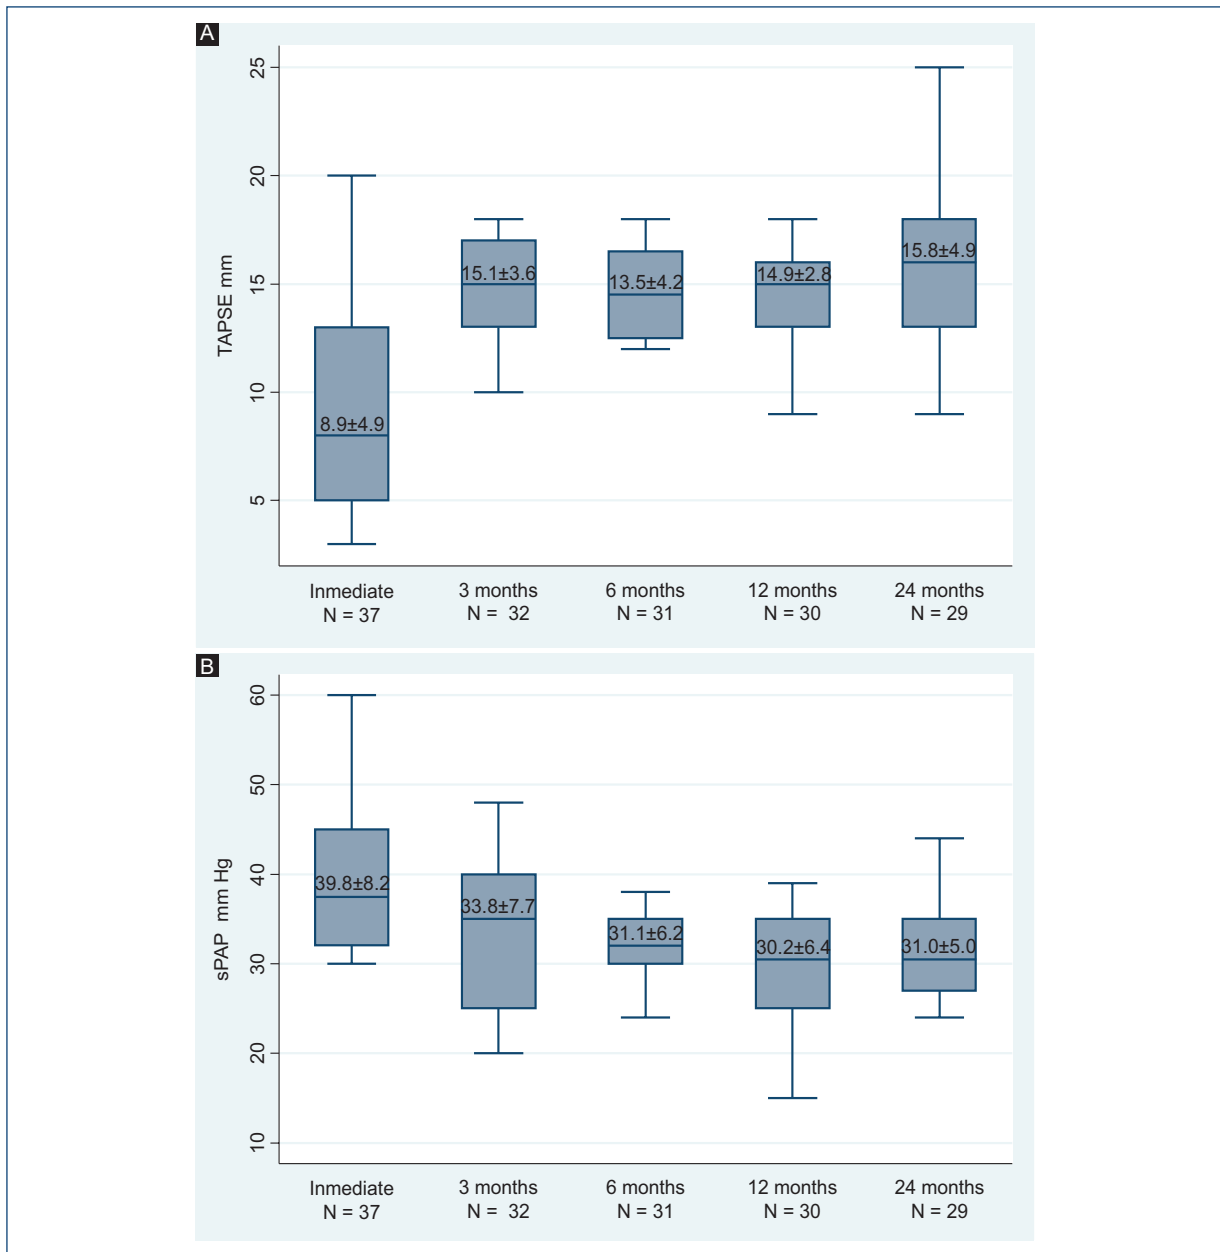 A
TAPSE mm
25
20
15
10
5
8.9±4.9
15.1±3.6
13.5±4.2
14.9±2.8
15.8±4.9
Inmediate 3 months 6 months 12 months 24 months
N = 37 N = 32 N = 31 N = 30 N = 29
B
sPAP mm Hg
60
50
40
30
20
10
39.8±8.2
33.8±7.7
31.1±6.2
30.2±6.4
31.0±5.0
Inmediate 3 months 6 months 12 months 24 months
N = 37 N = 32 N = 31 N = 30 N = 29